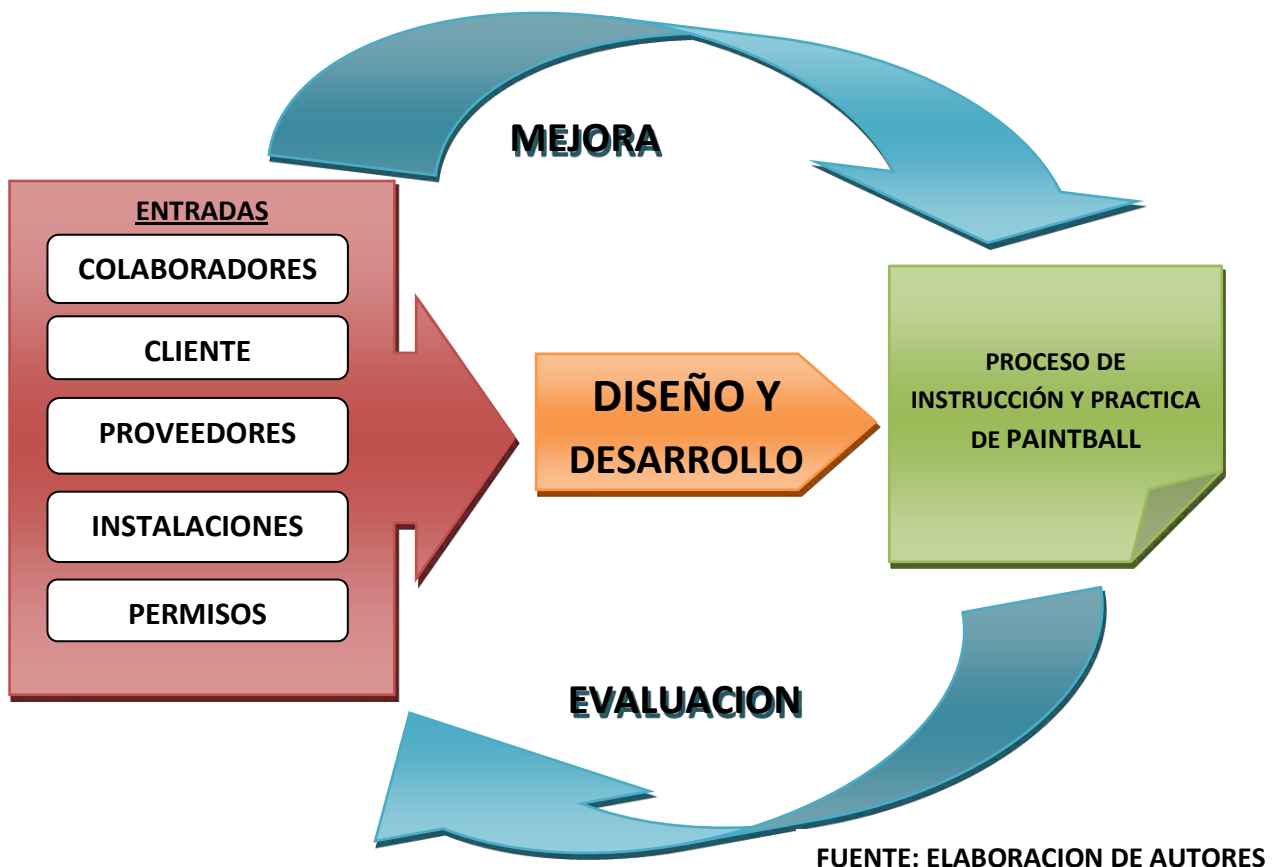 MEJORA
ENTRADAS
COLABORADORES
CLIENTE
PROVEEDORES
INSTALACIONES
PERMISOS
DISEÑO Y
DESARROLLO
PROCESO DE
INSTRUCCIÓN Y PRACTICA
DE PAINTBALL
EVALUACION
FUENTE: ELABORACION DE AUTORES